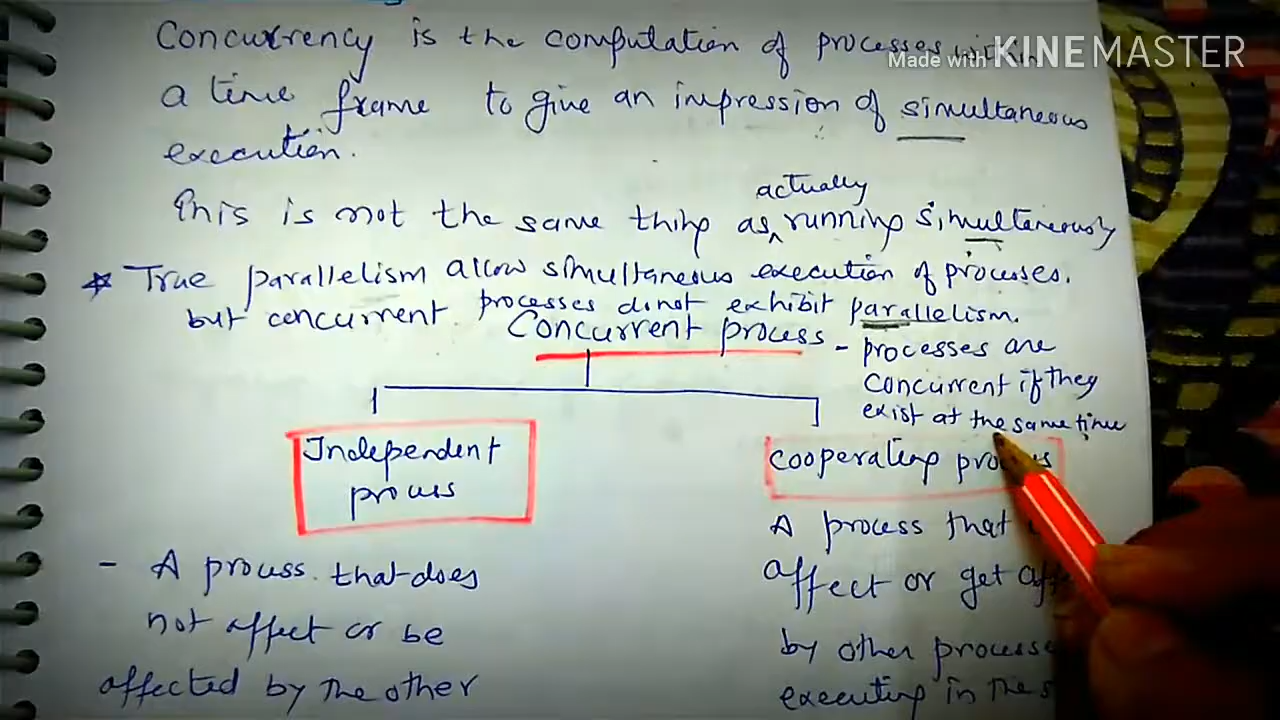 Concurrency is the computation of processes within
Made with KINEMASTER
a time frame to give an impression of simultaneous
execution.
This is not the same thing as actually running simultaneously
* True parallelism allow simultaneous execution of processes.
but concurrent processes donot exhibit parallelism.
Concurrent process - processes are
concurrent if they
exist at the same time
Independent
process
cooperating process
- A process that does
not affect or be
affected by the other
A process that
affect or get
by other
executing in the